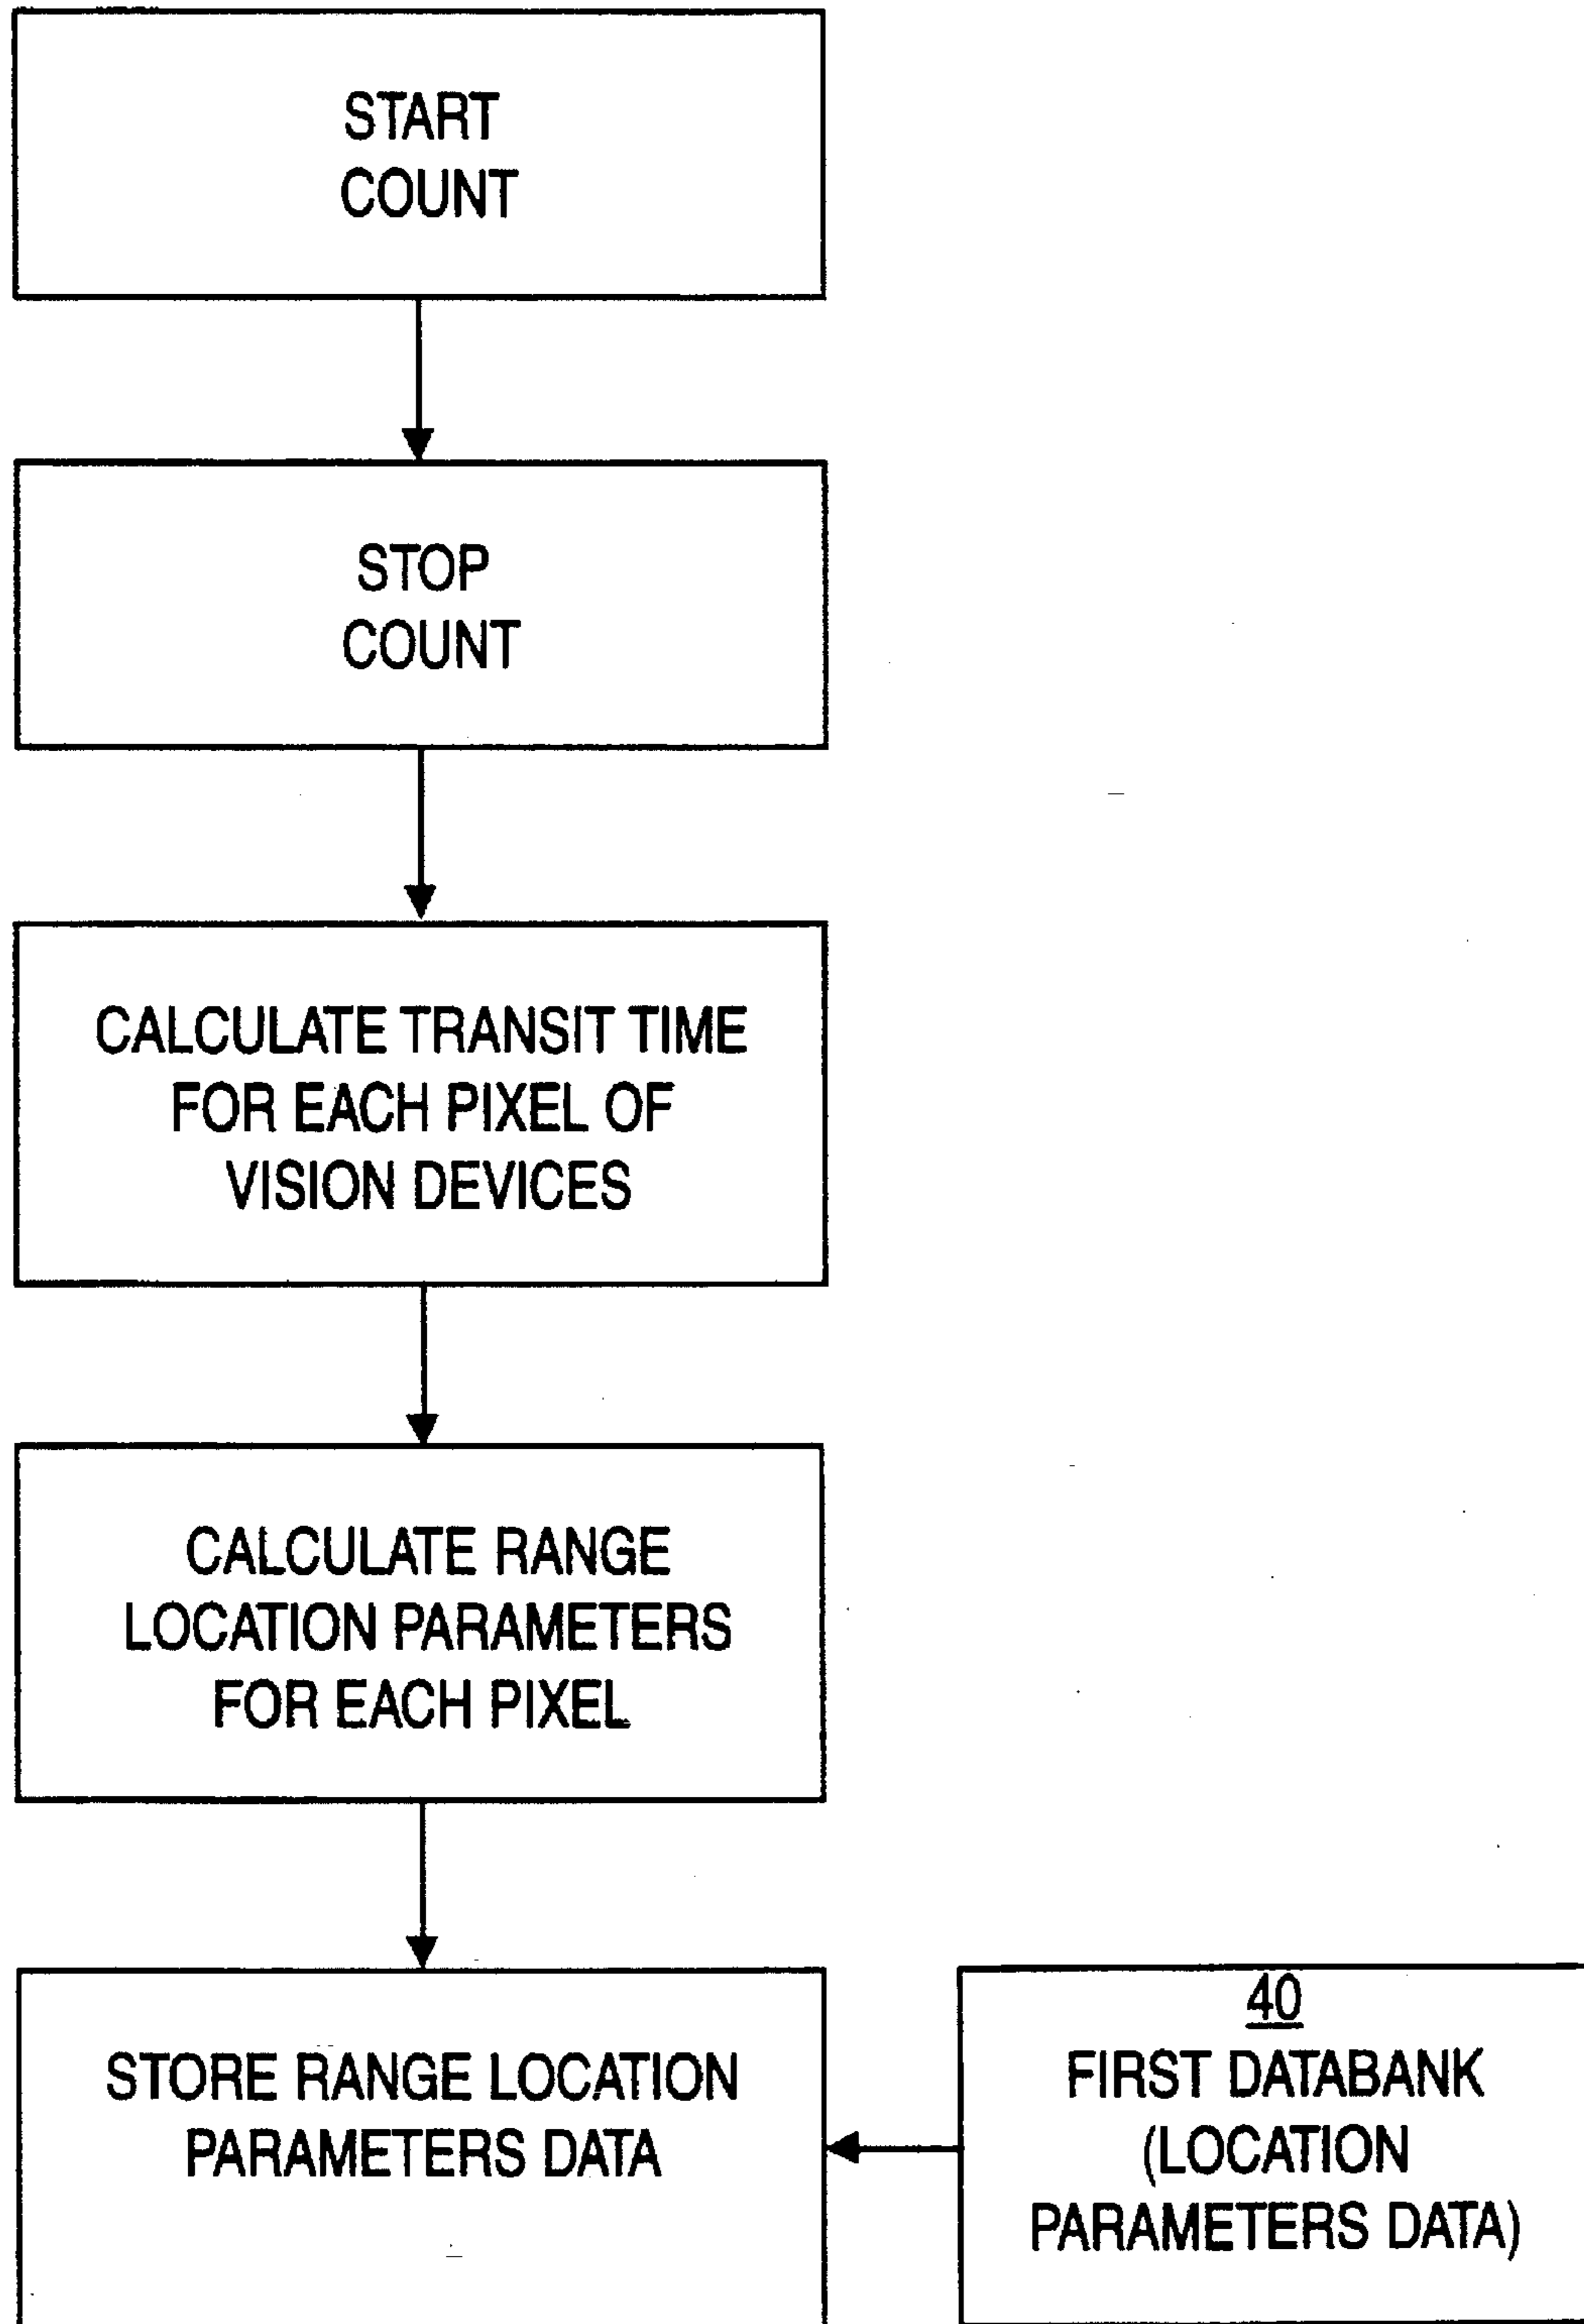 START
COUNT
STOP
COUNT
CALCULATE TRANSIT TIME
FOR EACH PIXEL OF
VISION DEVICES
CALCULATE RANGE
LOCATION PARAMETERS
FOR EACH PIXEL
STORE RANGE LOCATION
PARAMETERS DATA
40
FIRST DATABANK
(LOCATION
PARAMETERS DATA)